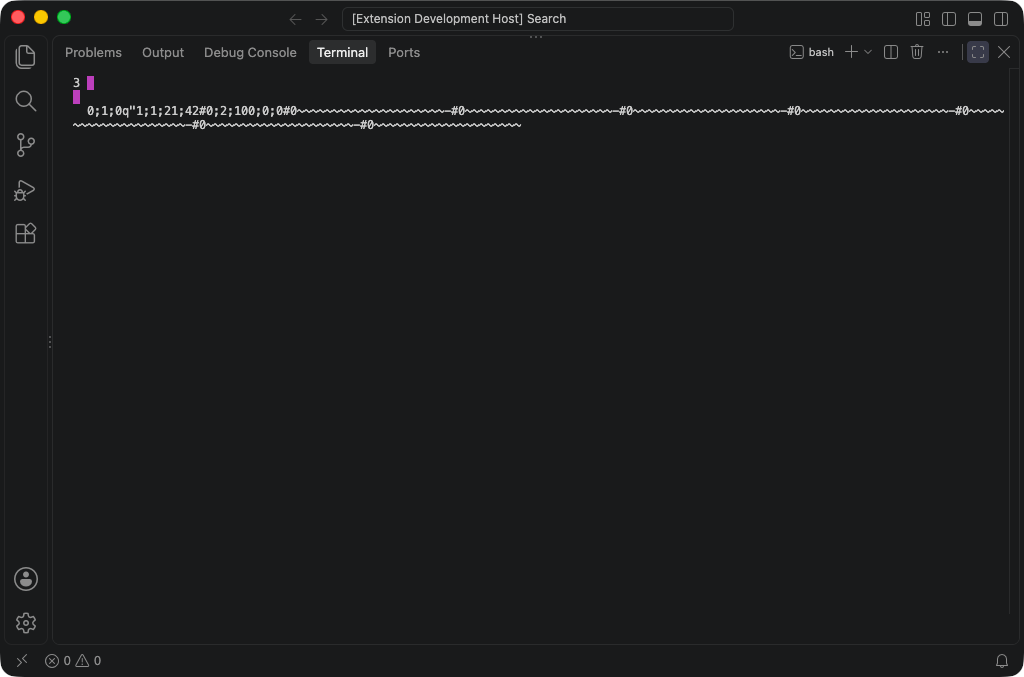 [Extension Development Host] Search
Problems Output Debug Console Terminal Ports bash
3
0;1;0q"1;1;21;42#0;2;100;0;0#0~~~~~~~~~~~~~~~~~~~~~-#0~~~~~~~~~~~~~~~~~~~~~-#0~~~~~~~~~~~~~~~~~~~~~-#0~~~~~~~~~~~~~~~~~~~~~-#0~~~~~
~~~~~~~~~~~~~~~~-#0~~~~~~~~~~~~~~~~~~~~~-#0~~~~~~~~~~~~~~~~~~~~~
0 0